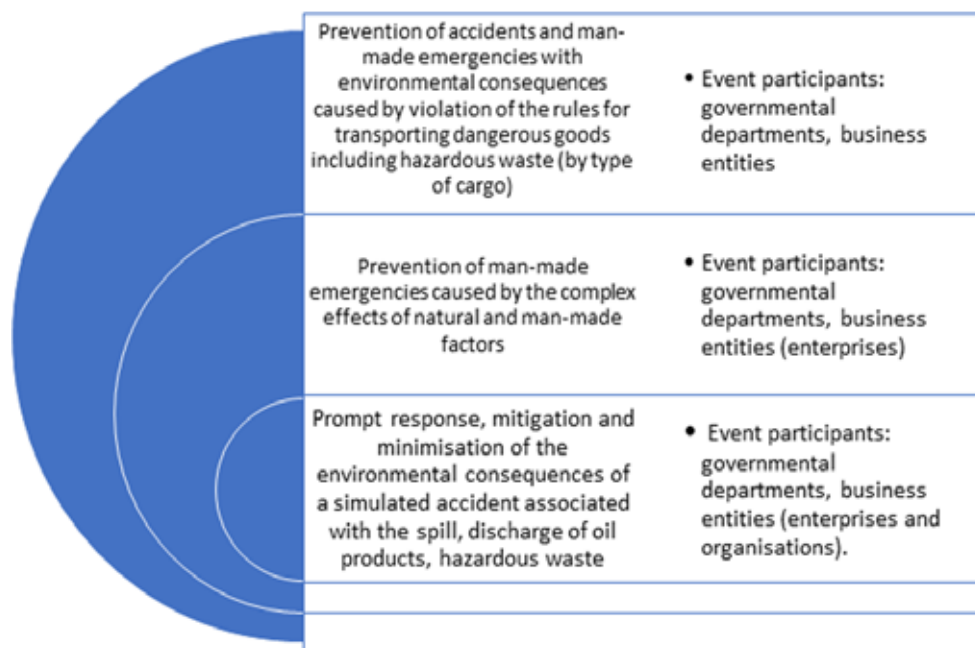 Prevention of accidents and man-
made emergencies with
environmental consequences
caused by violation of the rules for
transporting dangerous goods
including hazardous waste (by type
of cargo)
• Event participants:
governmental
departments, business
entities
Prevention of man-made
emergencies caused by the complex
effects of natural and man-made
factors
• Event participants:
governmental
departments, business
entities (enterprises)
Prompt response, mitigation and
minimisation of the
environmental consequences of
a simulated accident associated
with the spill, discharge of oil
products, hazardous waste
• Event participants:
governmental
departments, business
entities (enterprises and
organisations).